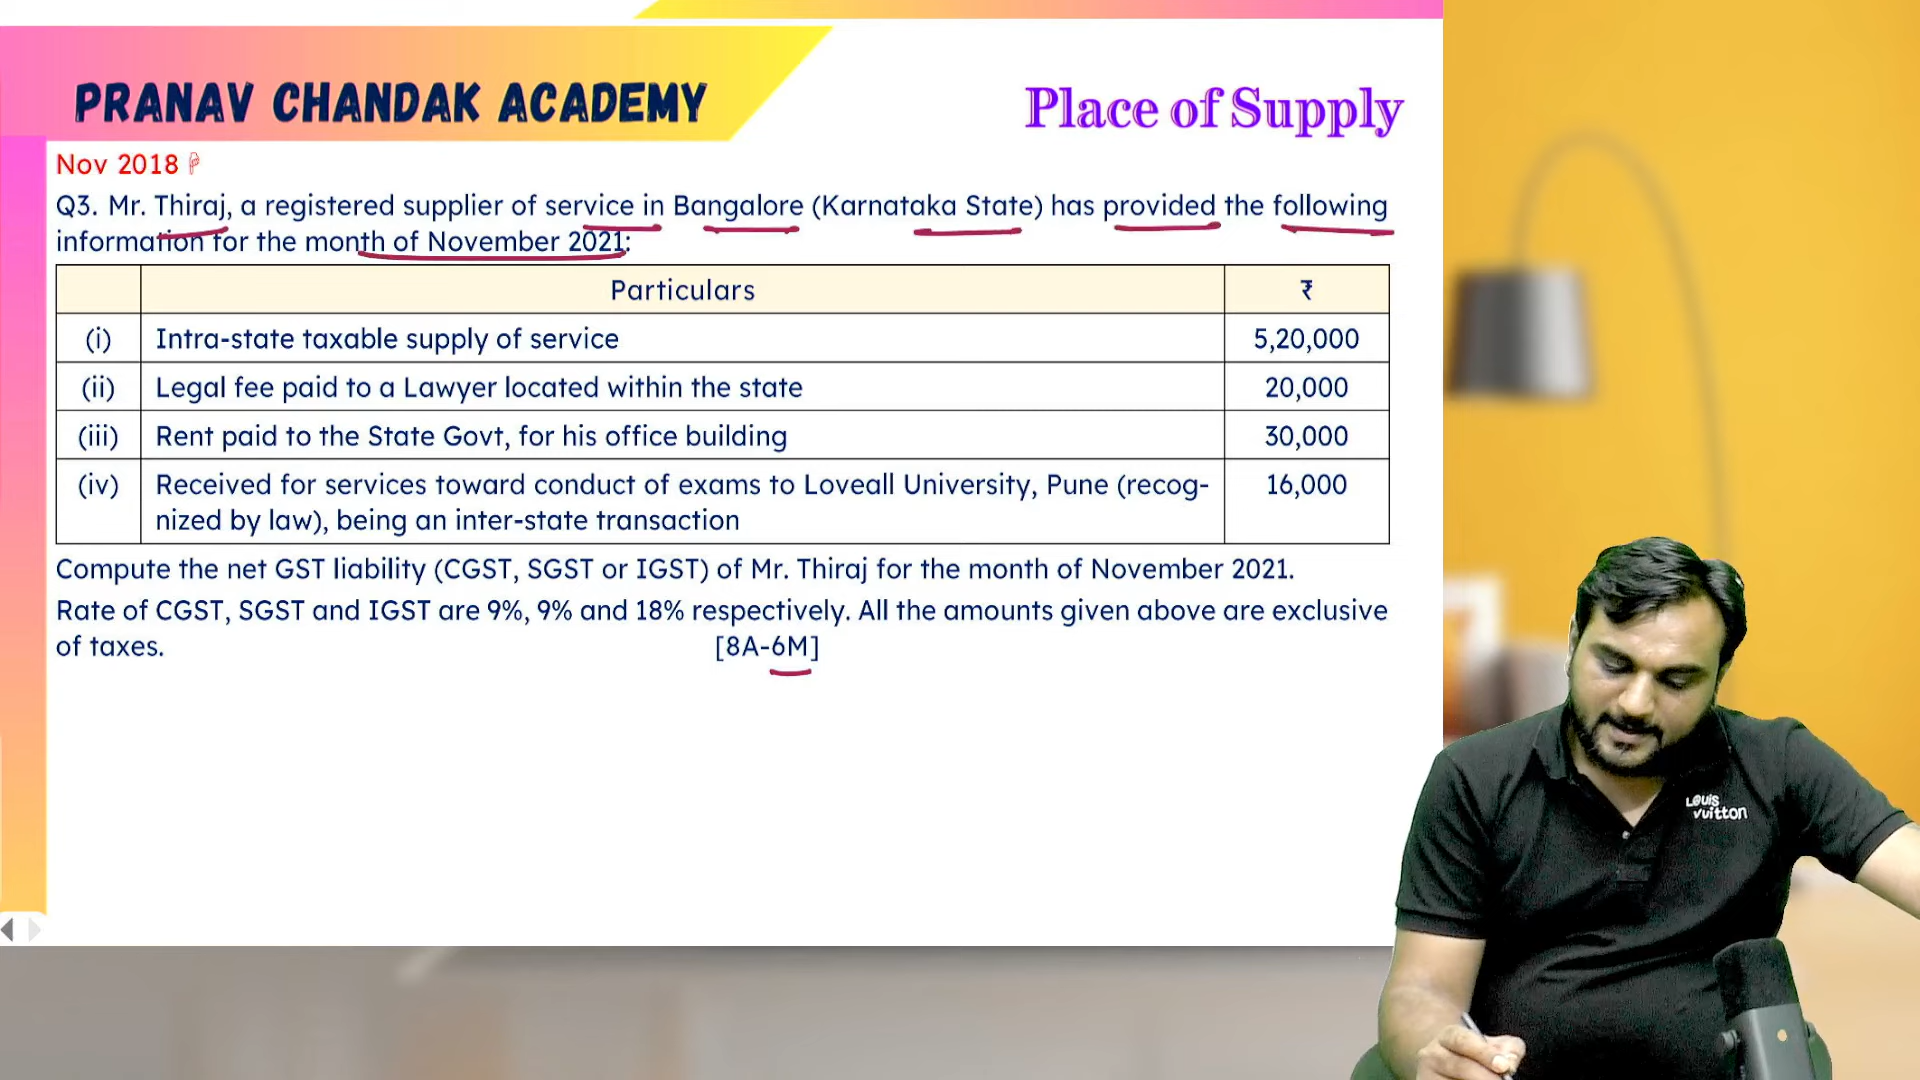 PRANAV CHANDAK ACADEMY
Place of Supply
Nov 2018
Q3. Mr. Thiraj, a registered supplier of service in Bangalore (Karnataka State) has provided the following
information for the month of November 2021:
Particulars ₹
(i) Intra-state taxable supply of service 5,20,000
(ii) Legal fee paid to a Lawyer located within the state 20,000
(iii) Rent paid to the State Govt, for his office building 30,000
(iv) Received for services toward conduct of exams to Loveall University, Pune (recog- 16,000
nized by law), being an inter-state transaction
Compute the net GST liability (CGST, SGST or IGST) of Mr. Thiraj for the month of November 2021.
Rate of CGST, SGST and IGST are 9%, 9% and 18% respectively. All the amounts given above are exclusive
of taxes. [8A-6M]
Louis
Vuitton